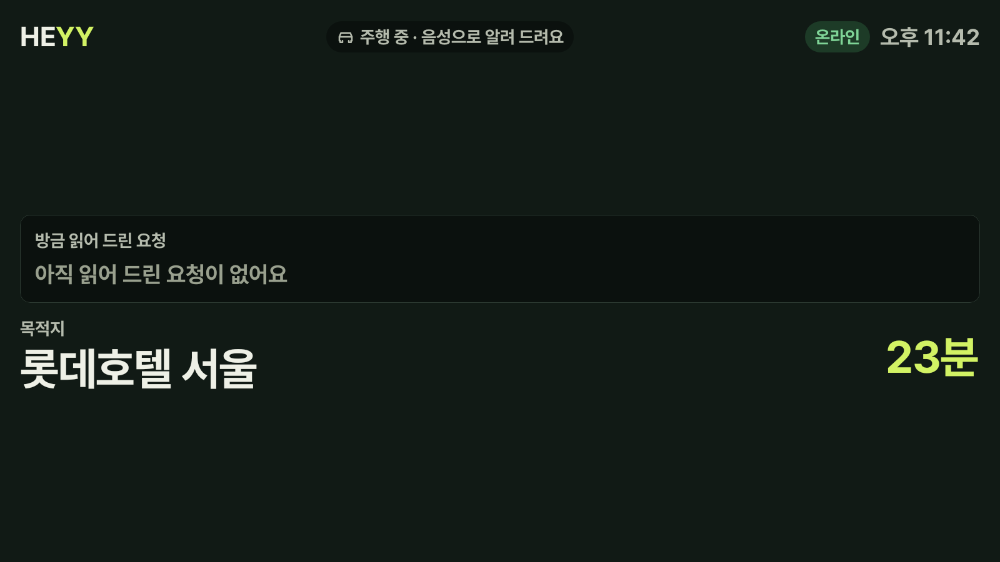 HEYY
주행 중 · 음성으로 알려 드려요
온라인
오후 11:42
방금 읽어 드린 요청
아직 읽어 드린 요청이 없어요
목적지
롯데호텔 서울
23분